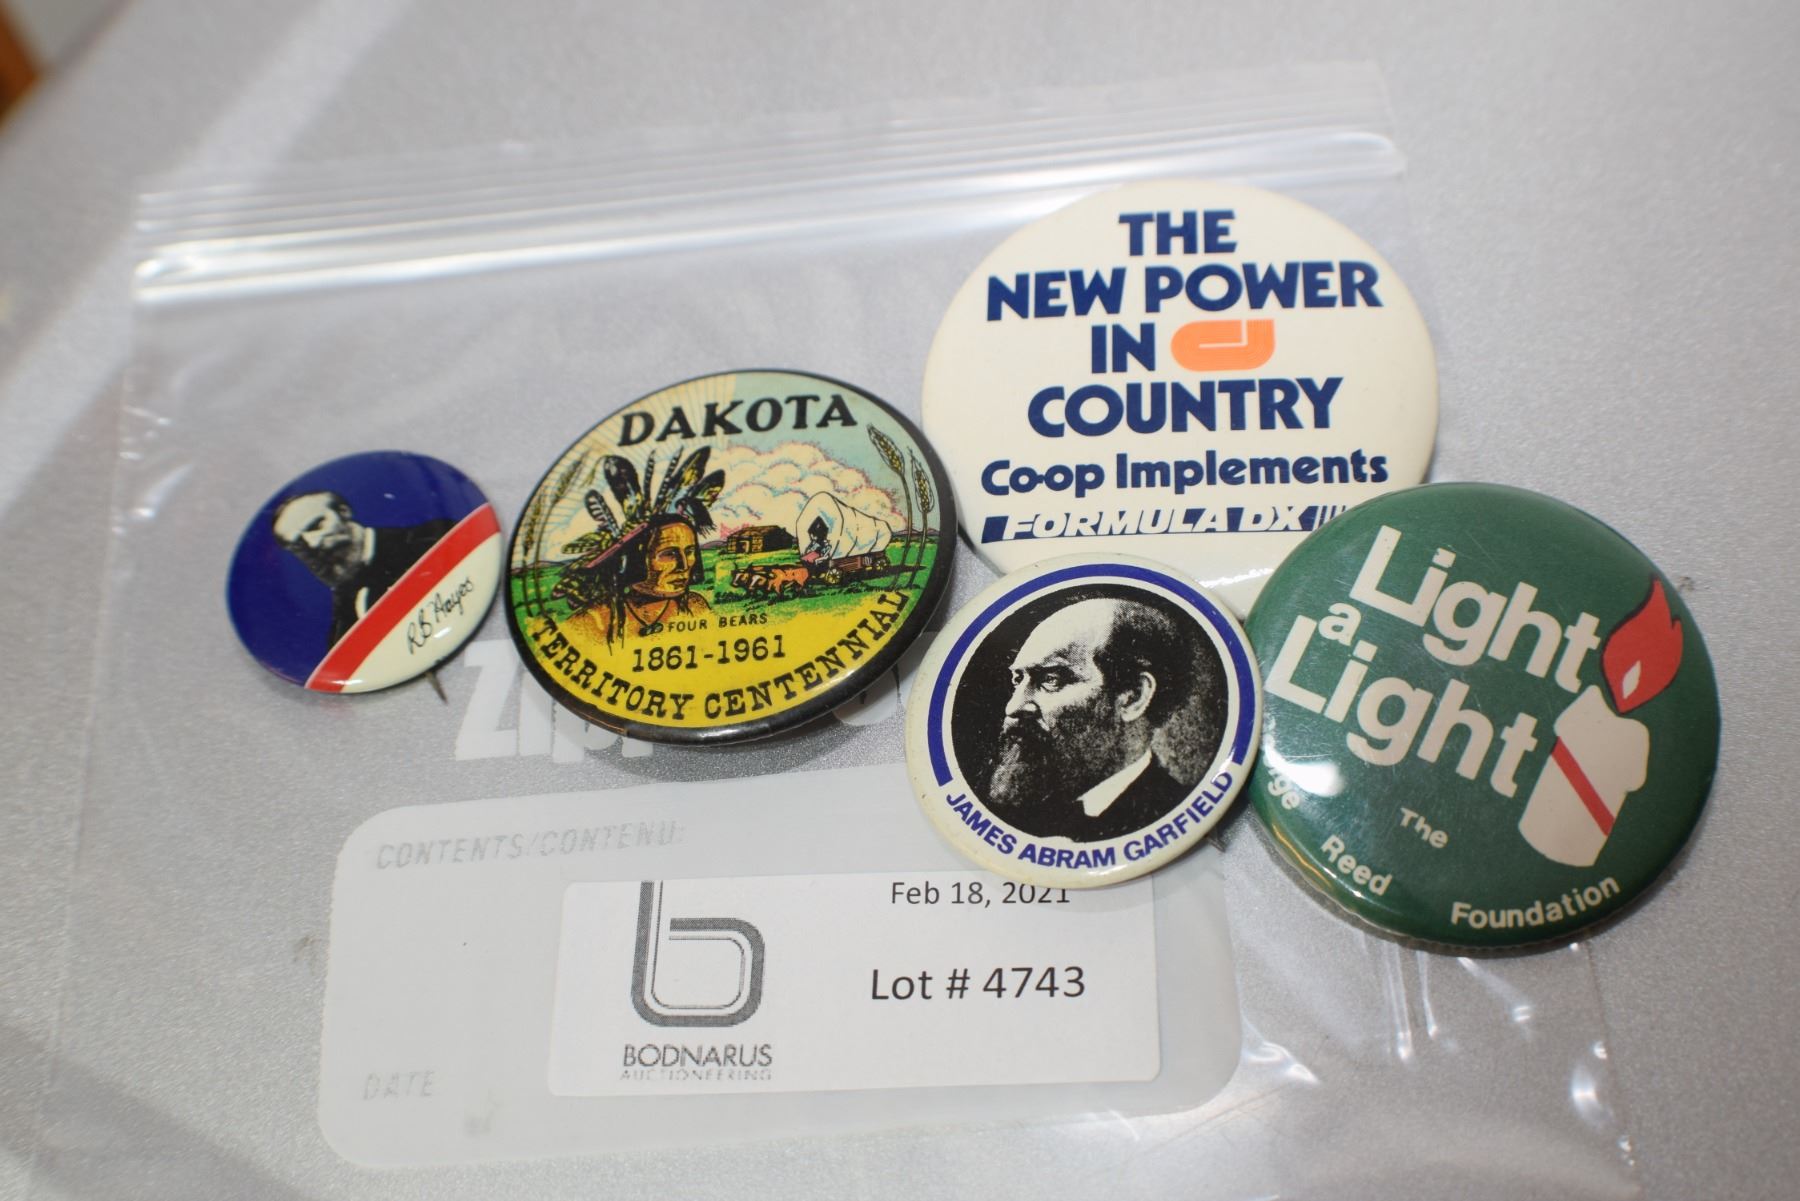 RB Hayes
DAKOTA
FOUR BEARS
1861-1961
TERRITORY CENTENNIAL
THE
NEW POWER
IN
COUNTRY
Co-op Implements
FORMULA DX
JAMES ABRAM GARFIELD
Light
a
Light
The
Reed
Foundation
CONTENTS/CONTENU:
DATE
Feb 18, 2021
Lot # 4743
BODNARUS
AUCTIONEERING